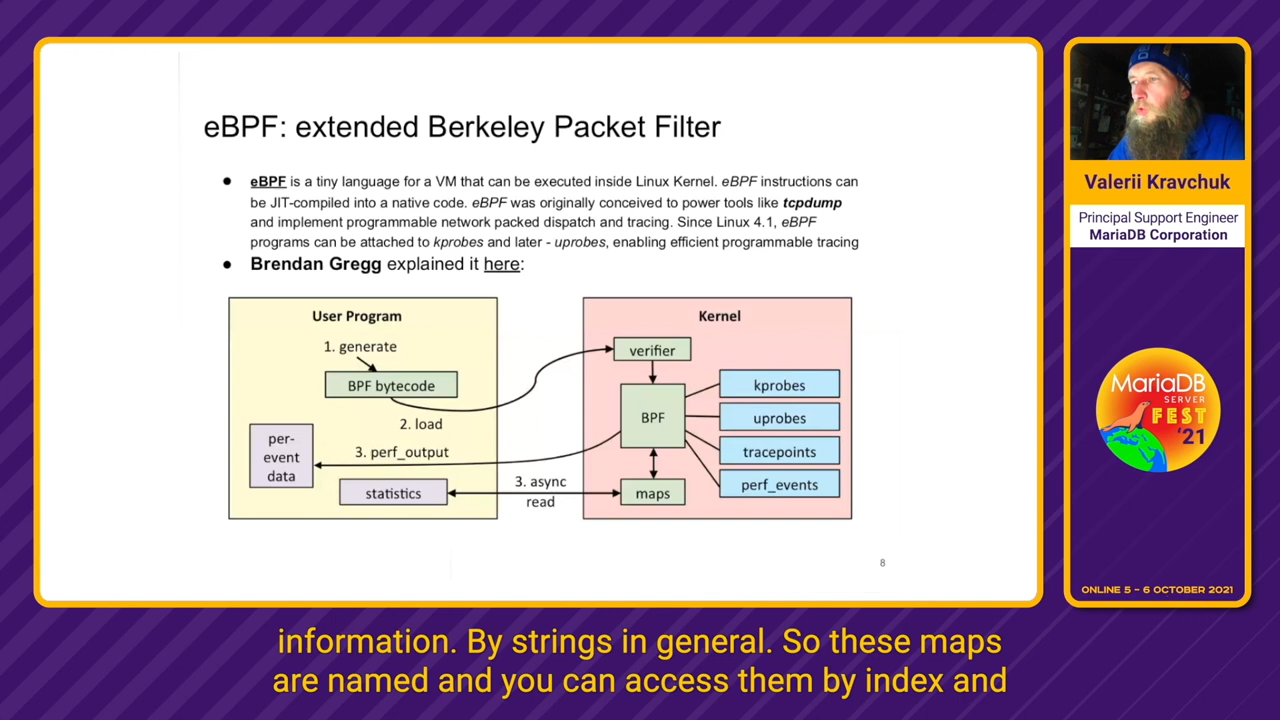 eBPF: extended Berkeley Packet Filter
● eBPF is a tiny language for a VM that can be executed inside Linux Kernel. eBPF instructions can
be JIT-compiled into a native code. eBPF was originally conceived to power tools like tcpdump
and implement programmable network packed dispatch and tracing. Since Linux 4.1, eBPF
programs can be attached to kprobes and later - uprobes, enabling efficient programmable tracing
● Brendan Gregg explained it here:
User Program
1. generate
BPF bytecode
2. load
per-
event
data
3. perf_output
statistics
3. async
read
Kernel
verifier
BPF
maps
kprobes
uprobes
tracepoints
perf_events
8
Valerii Kravchuk
Principal Support Engineer
MariaDB Corporation
MariaDB
SERVER
FEST
'21
ONLINE 5 - 6 OCTOBER 2021
information. By strings in general. So these maps
are named and you can access them by index and